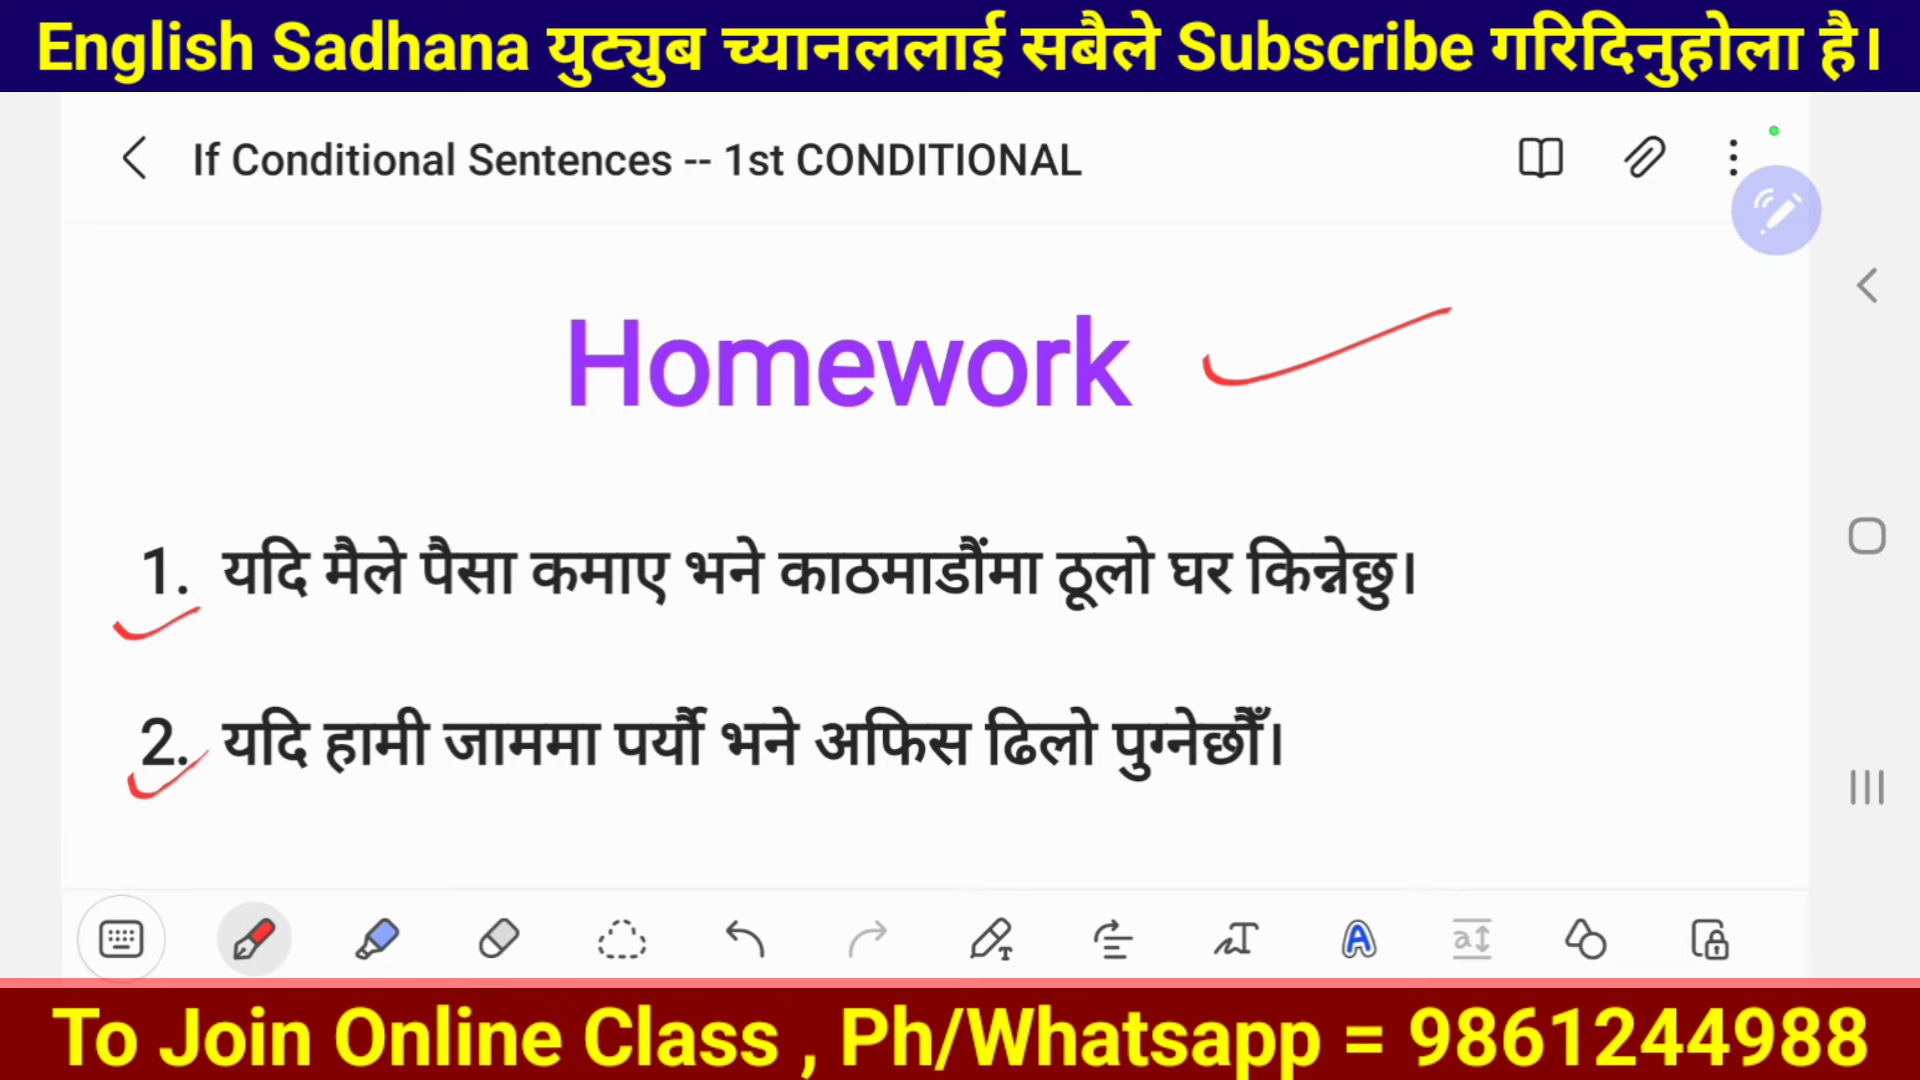 English Sadhana युट्युब च्यानललाई सबैले Subscribe गरिदिनुहोला है।
If Conditional Sentences -- 1st CONDITIONAL
Homework
1. यदि मैले पैसा कमाए भने काठमाडौंमा ठूलो घर किन्नेछु।
2. यदि हामी जाममा पर्यौं भने अफिस ढिलो पुग्नेछौँ।
To Join Online Class , Ph/Whatsapp = 9861244988